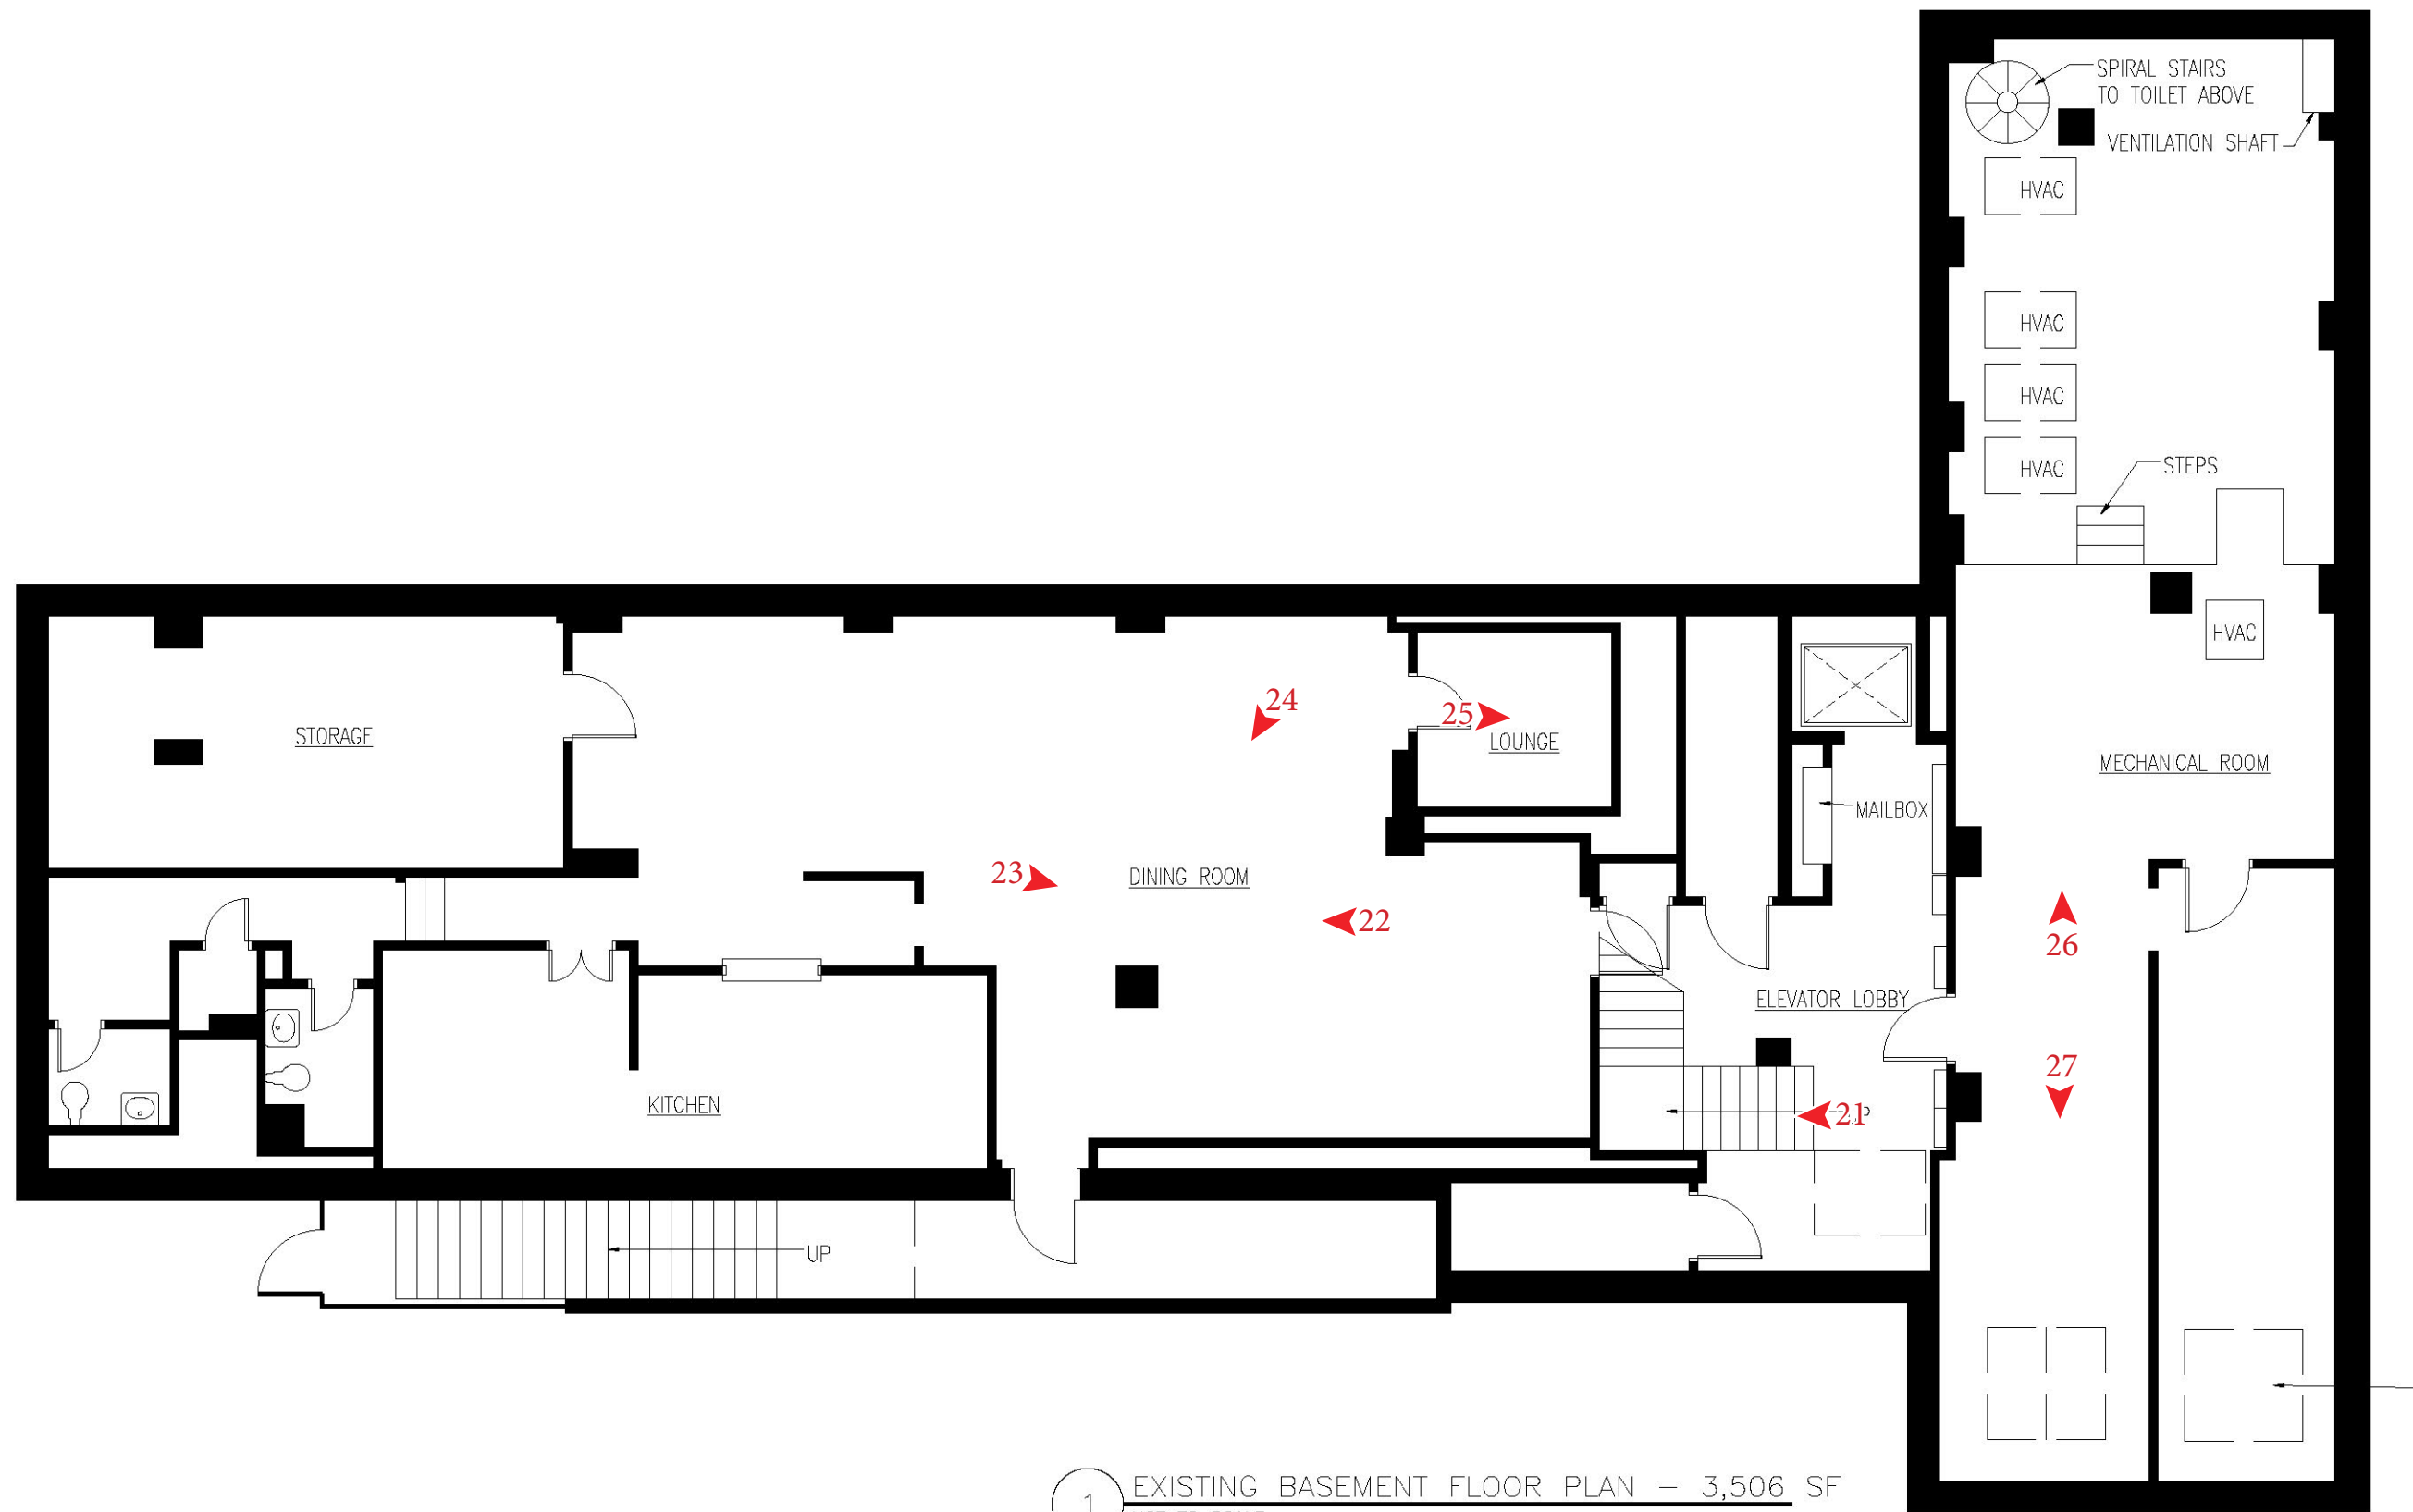 SPIRAL STAIRS
TO TOILET ABOVE
VENTILATION SHAFT
HVAC
HVAC
HVAC
HVAC
STEPS
HVAC
24
25
LOUNGE
STORAGE
MECHANICAL ROOM
MAILBOX
23
DINING ROOM
22
26
ELEVATOR LOBBY
27
KITCHEN
21
UP
1
EXISTING BASEMENT FLOOR PLAN – 3,506 SF